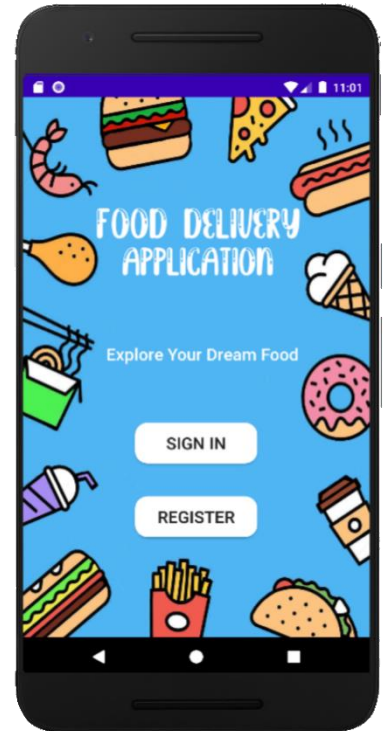 11:01
FOOD DELIVERY
APPLICATION
Explore Your Dream Food
SIGN IN
REGISTER